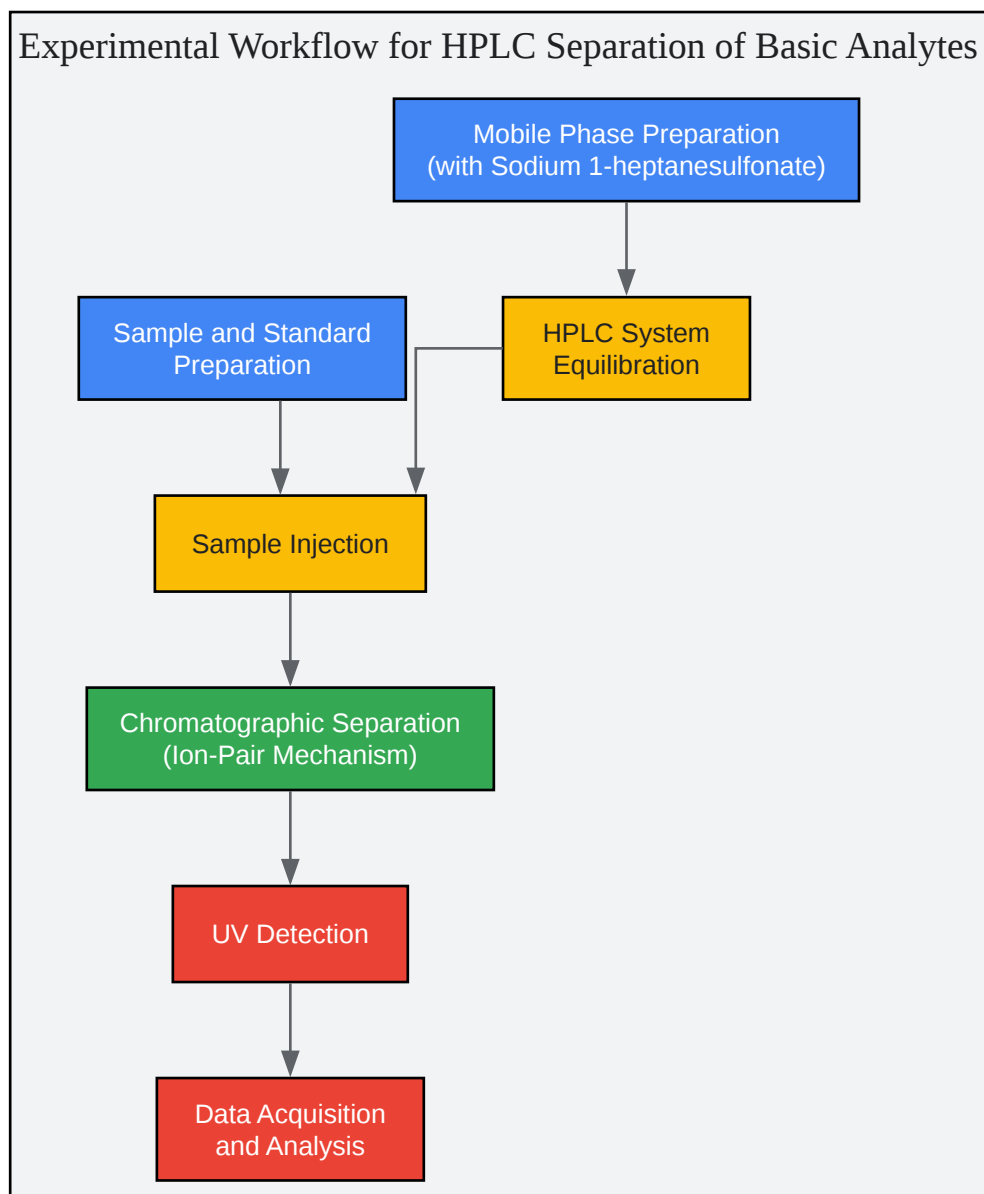 Experimental Workflow for HPLC Separation of Basic Analytes
Mobile Phase Preparation
(with Sodium 1-heptanesulfonate)
Sample and Standard
Preparation
HPLC System
Equilibration
Sample Injection
Chromatographic Separation
(Ion-Pair Mechanism)
UV Detection
Data Acquisition
and Analysis